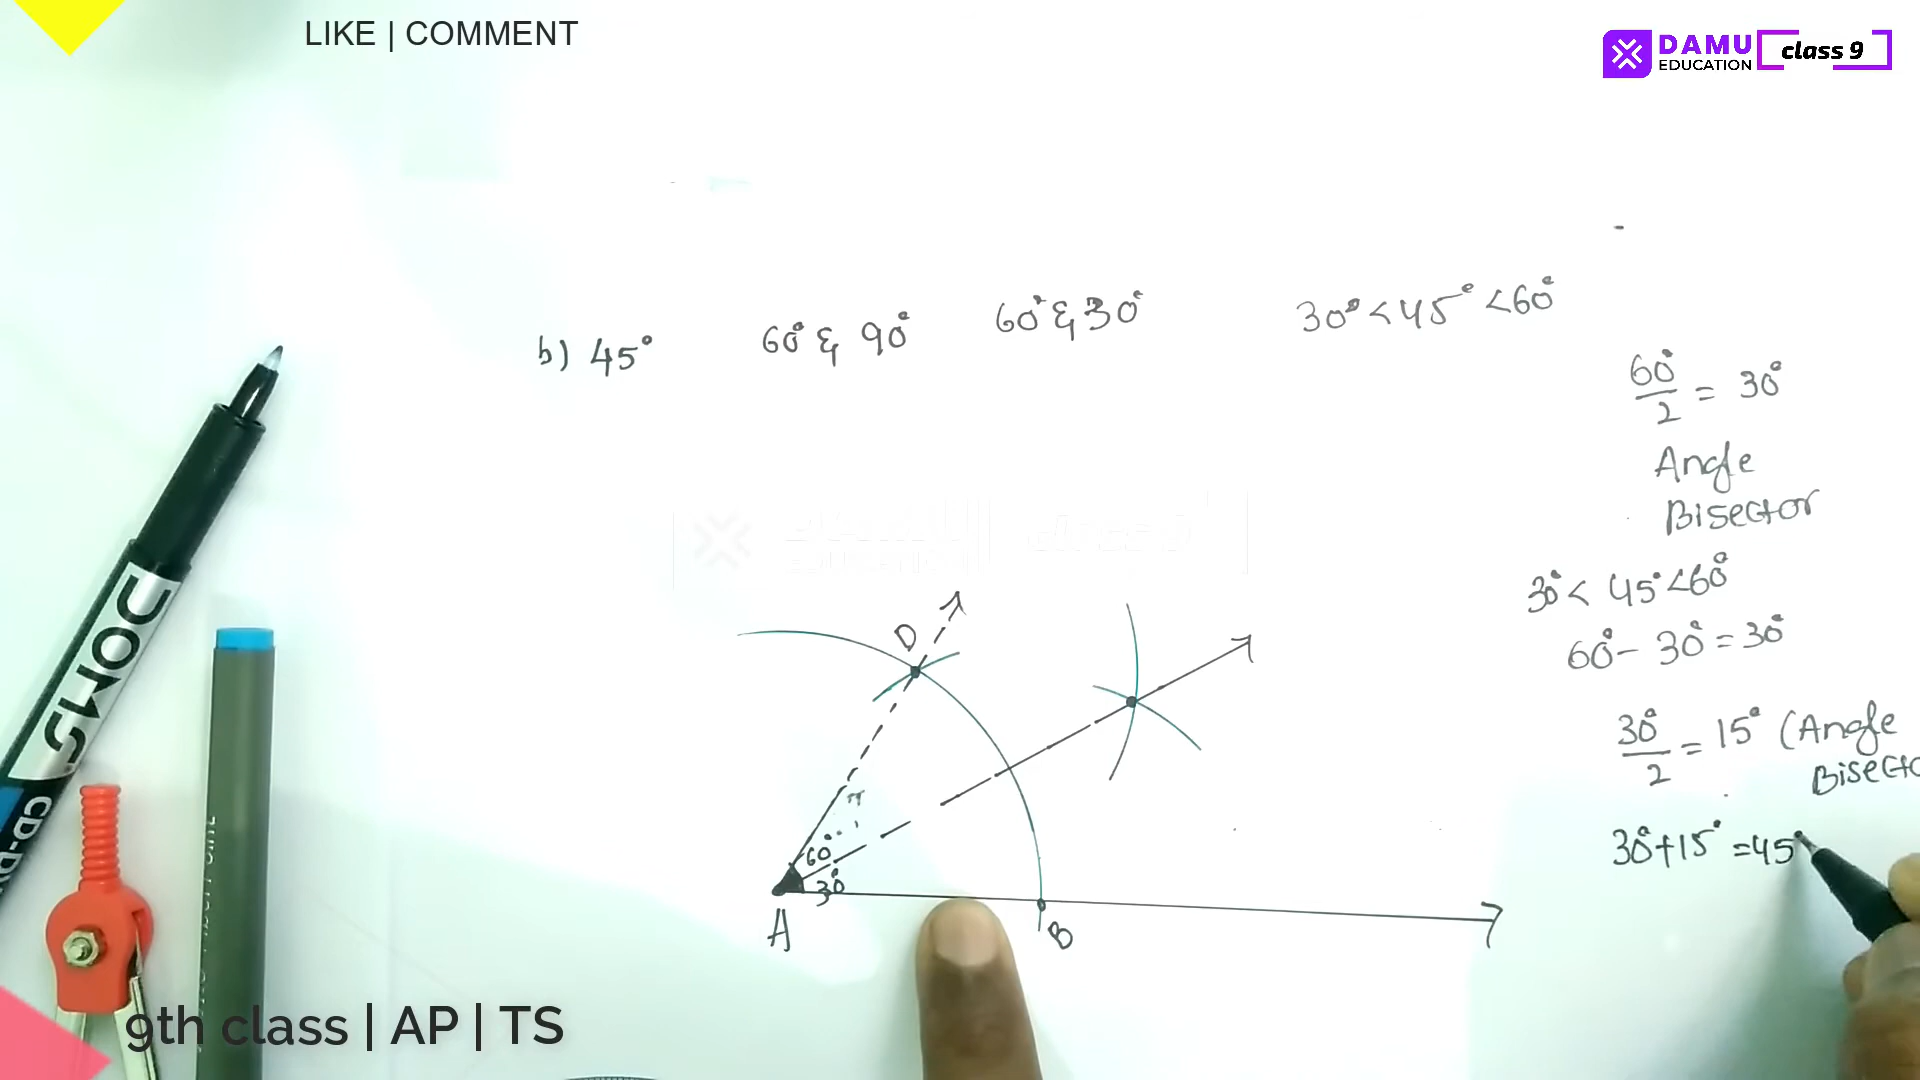 LIKE | COMMENT
DAMU
EDUCATION
class 9
b) 45°
60° & 90°
60° & 30°
30° < 45° < 60°
60°/2 = 30°
Angle
Bisector
30° < 45° < 60°
60° - 30° = 30°
30°/2 = 15° (Angle
Bisecto
30° + 15° = 45°
D
60°
30°
A
B
DOMS
CD-D
9th class | AP | TS